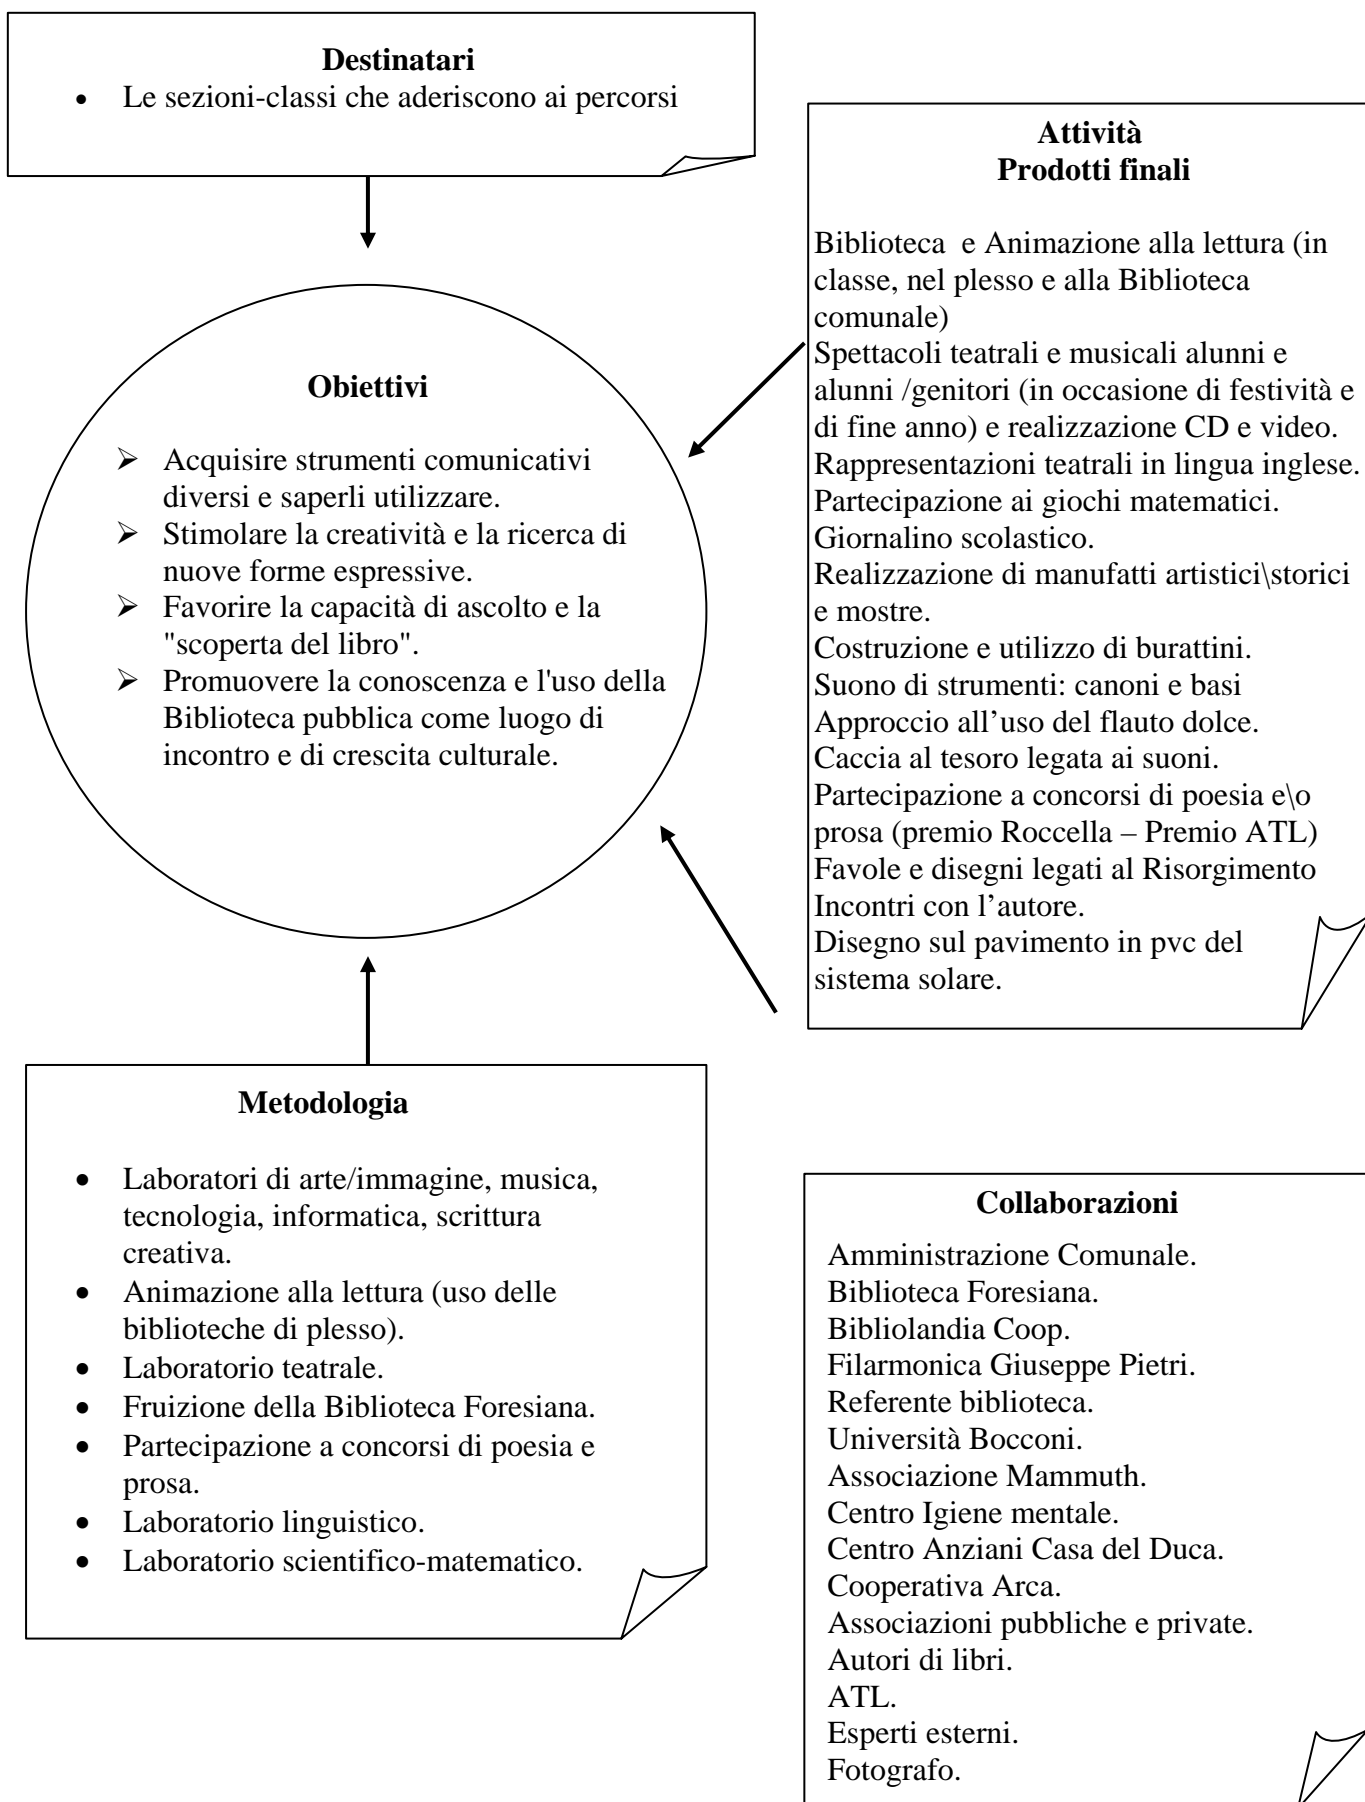 Destinatari
• Le sezioni-classi che aderiscono ai percorsi
Obiettivi
➢ Acquisire strumenti comunicativi
diversi e saperli utilizzare.
➢ Stimolare la creatività e la ricerca di
nuove forme espressive.
➢ Favorire la capacità di ascolto e la
"scoperta del libro".
➢ Promuovere la conoscenza e l'uso della
Biblioteca pubblica come luogo di
incontro e di crescita culturale.
Attività
Prodotti finali
Biblioteca e Animazione alla lettura (in
classe, nel plesso e alla Biblioteca
comunale)
Spettacoli teatrali e musicali alunni e
alunni /genitori (in occasione di festività e
di fine anno) e realizzazione CD e video.
Rappresentazioni teatrali in lingua inglese.
Partecipazione ai giochi matematici.
Giornalino scolastico.
Realizzazione di manufatti artistici\storici
e mostre.
Costruzione e utilizzo di burattini.
Suono di strumenti: canoni e basi
Approccio all’uso del flauto dolce.
Caccia al tesoro legata ai suoni.
Partecipazione a concorsi di poesia e\o
prosa (premio Roccella – Premio ATL)
Favole e disegni legati al Risorgimento
Incontri con l’autore.
Disegno sul pavimento in pvc del
sistema solare.
Metodologia
• Laboratori di arte/immagine, musica,
tecnologia, informatica, scrittura
creativa.
• Animazione alla lettura (uso delle
biblioteche di plesso).
• Laboratorio teatrale.
• Fruizione della Biblioteca Foresiana.
• Partecipazione a concorsi di poesia e
prosa.
• Laboratorio linguistico.
• Laboratorio scientifico-matematico.
Collaborazioni
Amministrazione Comunale.
Biblioteca Foresiana.
Bibliolandia Coop.
Filarmonica Giuseppe Pietri.
Referente biblioteca.
Università Bocconi.
Associazione Mammuth.
Centro Igiene mentale.
Centro Anziani Casa del Duca.
Cooperativa Arca.
Associazioni pubbliche e private.
Autori di libri.
ATL.
Esperti esterni.
Fotografo.